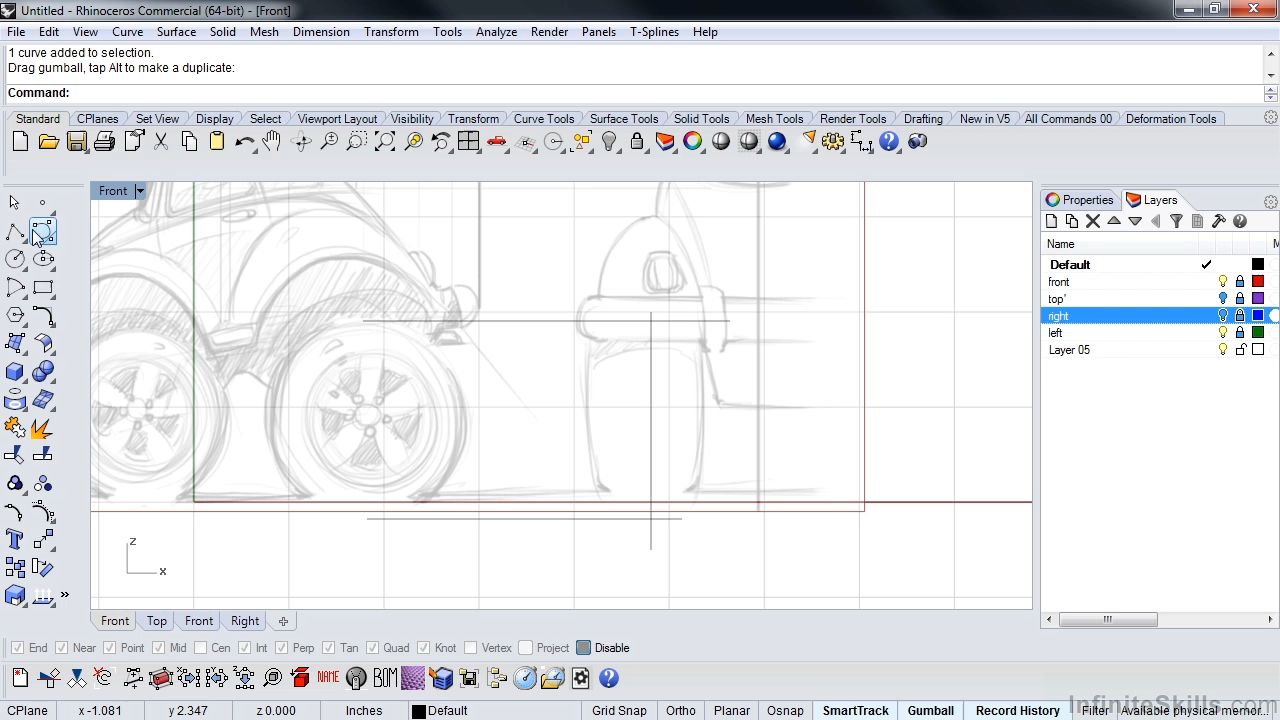 Untitled - Rhinoceros Commercial (64-bit) - [Front]
File Edit View Curve Surface Solid Mesh Dimension Transform Tools Analyze Render Panels T-Splines Help
1 curve added to selection.
Drag gumball, tap Alt to make a duplicate:
Command:
Standard CPlanes Set View Display Select Viewport Layout Visibility Transform Curve Tools Surface Tools Solid Tools Mesh Tools Render Tools Drafting New in V5 All Commands 00 Deformation Tools
Front
Properties Layers
Name M
Default
front
top'
right
left
Layer 05
z
x
Front Top Front Right
End Near Point Mid Cen Int Perp Tan Quad Knot Vertex Project Disable
NAME BOM
CPlane x -1.081 y 2.347 z 0.000 Inches Default Grid Snap Ortho Planar Osnap SmartTrack Gumball Record History Filter Available physical memor...
InfiniteSkills.com